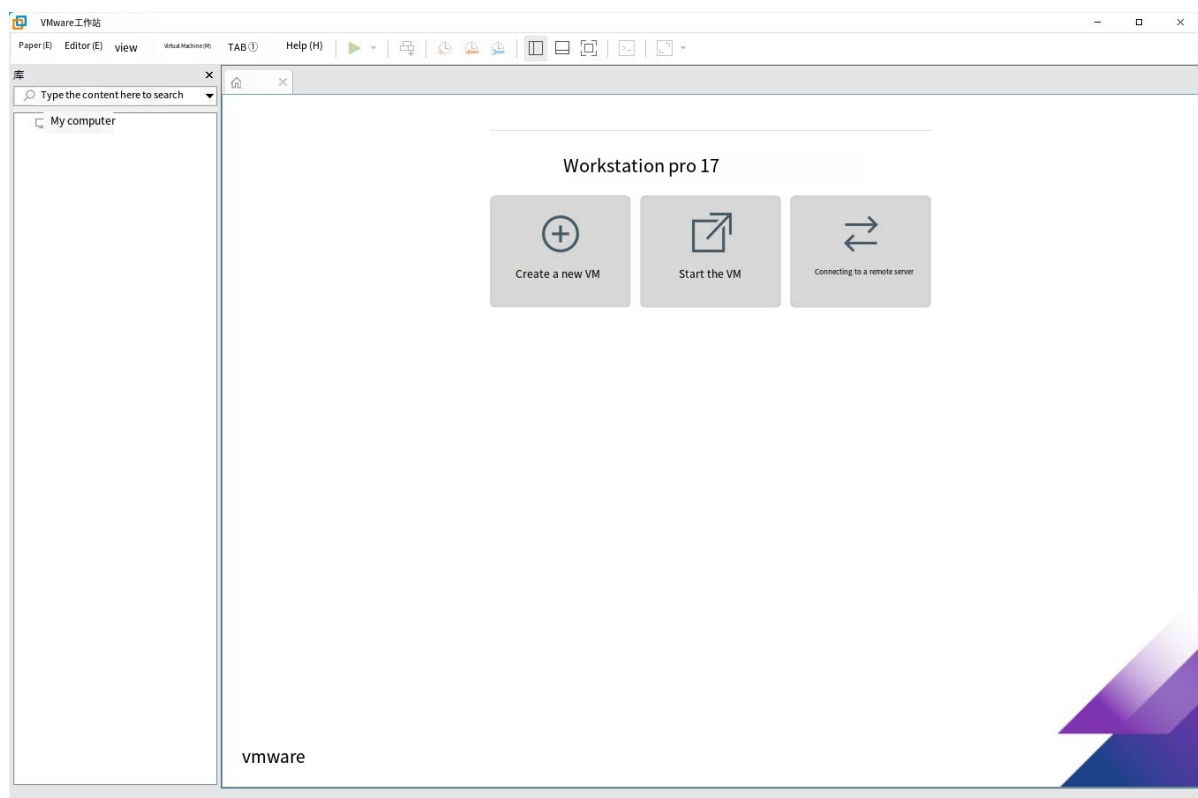 VMware工作站
Paper (E) Editor (E) view Virtual Machine (M) TAB① Help (H)
库
Type the content here to search
My computer
Workstation pro 17
Create a new VM
Start the VM
Connecting to a remote server
vmware